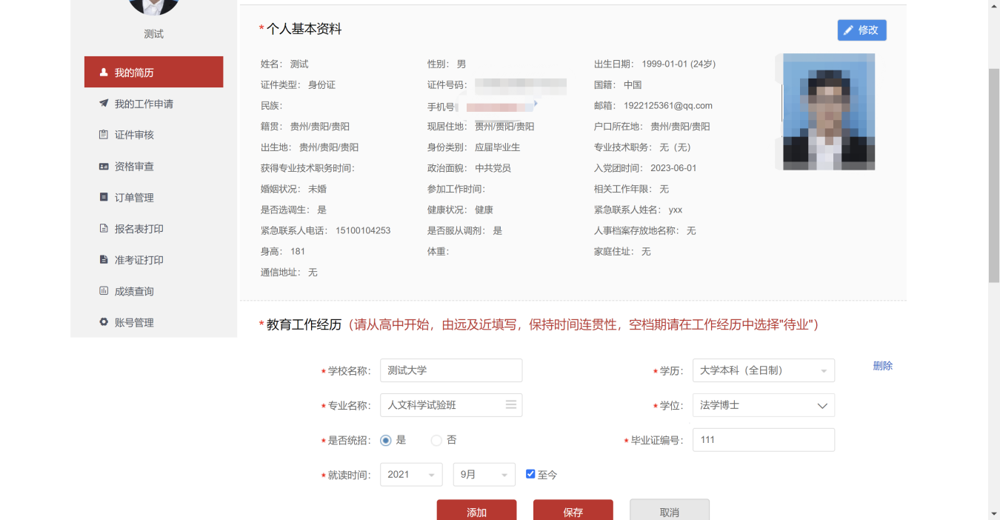 测试
我的简历
我的工作申请
证件审核
资格审查
订单管理
报名表打印
准考证打印
成绩查询
账号管理
*个人基本资料
修改
姓名： 测试 性别： 男 出生日期： 1999-01-01 (24岁)
证件类型： 身份证 证件号码： 国籍： 中国
民族： 手机号 邮箱： 1922125361@qq.com
籍贯： 贵州/贵阳/贵阳 现居住地： 贵州/贵阳/贵阳 户口所在地： 贵州/贵阳/贵阳
出生地： 贵州/贵阳/贵阳 身份类别： 应届毕业生 专业技术职务： 无（无）
获得专业技术职务时间： 政治面貌： 中共党员 入党团时间： 2023-06-01
婚姻状况： 未婚 参加工作时间： 相关工作年限： 无
是否选调生： 是 健康状况： 健康 紧急联系人姓名： yxx
紧急联系人电话： 15100104253 是否服从调剂： 是 人事档案存放地名称： 无
身高： 181 体重： 家庭住址： 无
通信地址： 无
*教育工作经历（请从高中开始，由远及近填写，保持时间连贯性，空档期请在工作经历中选择"待业"）
*学校名称： 测试大学 *学历： 大学本科（全日制） 删除
*专业名称： 人文科学试验班 *学位： 法学博士
*是否统招： 是 否 *毕业证编号： 111
*就读时间： 2021 9月 至今
添加 保存 取消